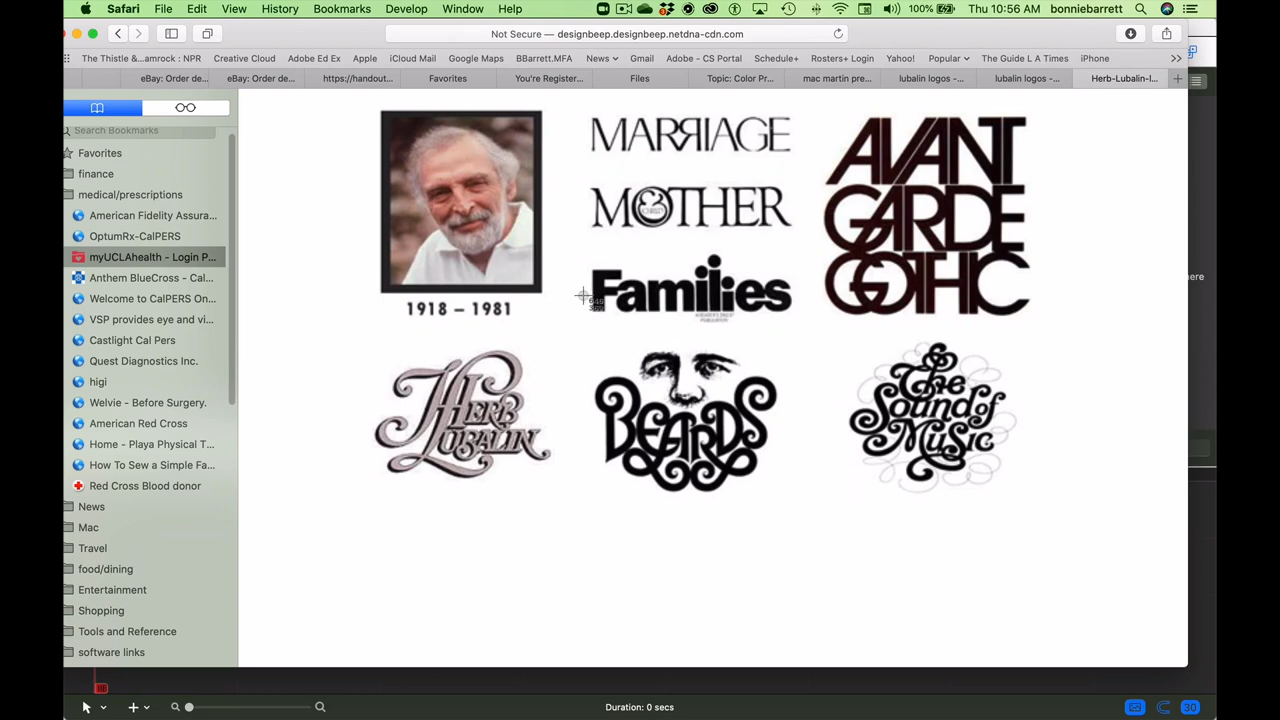 Safari File Edit View History Bookmarks Develop Window Help 100% Thu 10:56 AM bonniebarrett
Not Secure — designbeep.designbeep.netdna-cdn.com
The Thistle &...amrock : NPR Creative Cloud Adobe Ed Ex Apple iCloud Mail Google Maps BBarrett.MFA News Gmail Adobe - CS Portal Schedule+ Rosters+ Login Yahoo! Popular The Guide L A Times iPhone
eBay: Order de... eBay: Order de... https://handout... Favorites You're Register... Files Topic: Color Pr... mac martin pre... lubalin logos -... lubalin logos -... Herb-Lubalin-l...
Search Bookmarks
Favorites
finance
medical/prescriptions
American Fidelity Assura...
OptumRx-CalPERS
myUCLAhealth - Login P...
Anthem BlueCross - Cal...
Welcome to CalPERS On...
VSP provides eye and vi...
Castlight Cal Pers
Quest Diagnostics Inc.
higi
Welvie - Before Surgery.
American Red Cross
Home - Playa Physical T...
How To Sew a Simple Fa...
Red Cross Blood donor
News
Mac
Travel
food/dining
Entertainment
Shopping
Tools and Reference
software links
1918 – 1981
MARRIAGE
MOTHER
& CHILD
Families
AVANT
GARDE
GOTHIC
HERB
LUBALIN
BEARDS
The
Sound of
Music
here
Duration: 0 secs
30